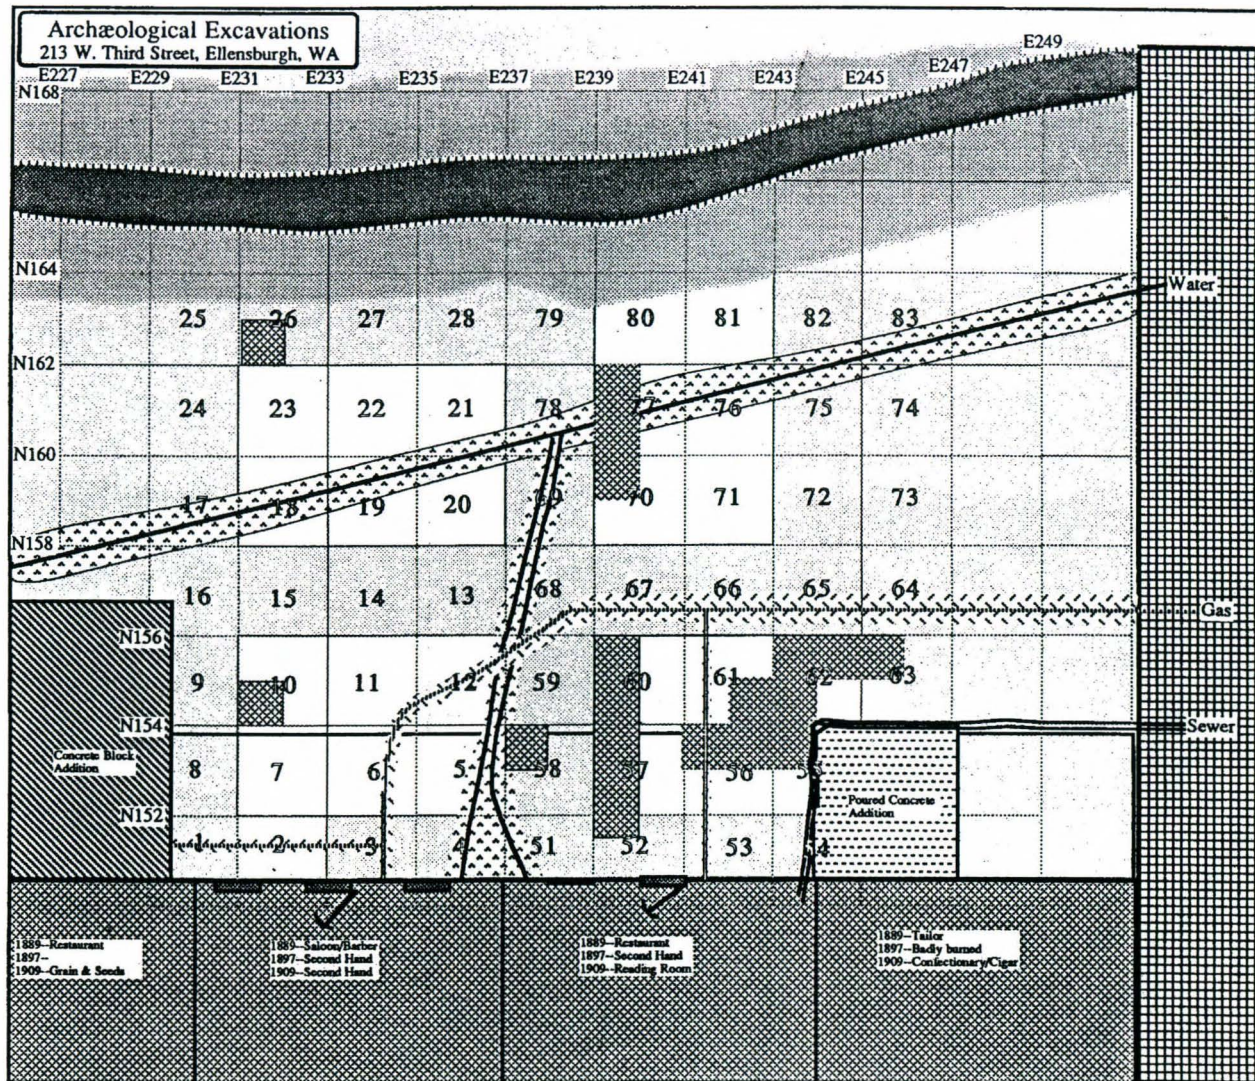 Archæological Excavations
213 W. Third Street, Ellensburgh, WA
E227 E229 E231 E233 E235 E237 E239 E241 E243 E245 E247 E249
N168
N164
Water
25 26 27 28 79 80 81 82 83
N162
24 23 22 21 78 77 76 75 74
N160
17 18 19 20 69 70 71 72 73
N158
16 15 14 13 68 67 66 65 64
Gas
N156
9 10 11 12 59 60 61 62 63
N154
Sewer
Concrete Block
Addition
8 7 6 5 58 57 56 55
Poured Concrete
Addition
N152
1 2 3 4 51 52 53 54
1889--Restaurant
1897--
1909--Grain & Seeds
1889--Saloon/Barber
1897--Second Hand
1909--Second Hand
1889--Restaurant
1897--Second Hand
1909--Reading Room
1889--Tailor
1897--Badly burned
1909--Confectionary/Cigar